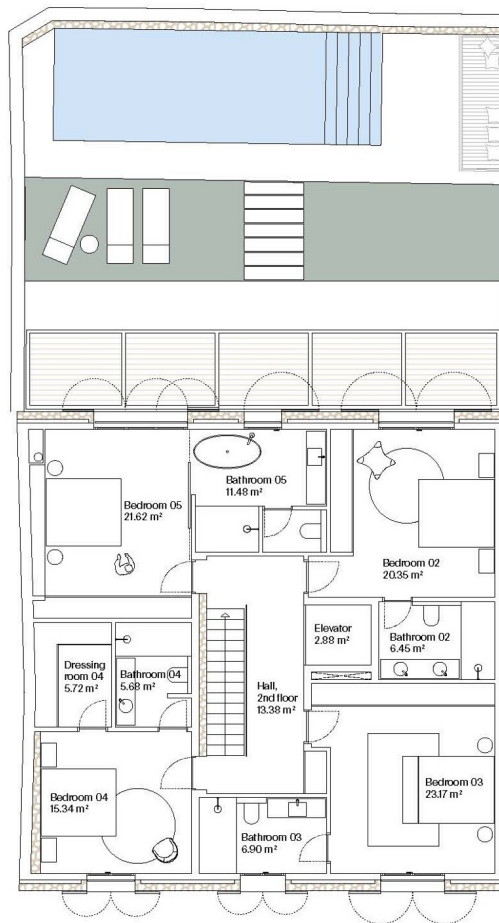 Bathroom 05
11.48 m²
Bedroom 05
21.62 m²
Bedroom 02
20.35 m²
Elevator
2.88 m²
Bathroom 02
6.45 m²
Dressing
room 04
5.72 m²
Bathroom 04
5.68 m²
Hall,
2nd floor
13.38 m²
Bedroom 04
15.34 m²
Bedroom 03
23.17 m²
Bathroom 03
6.90 m²